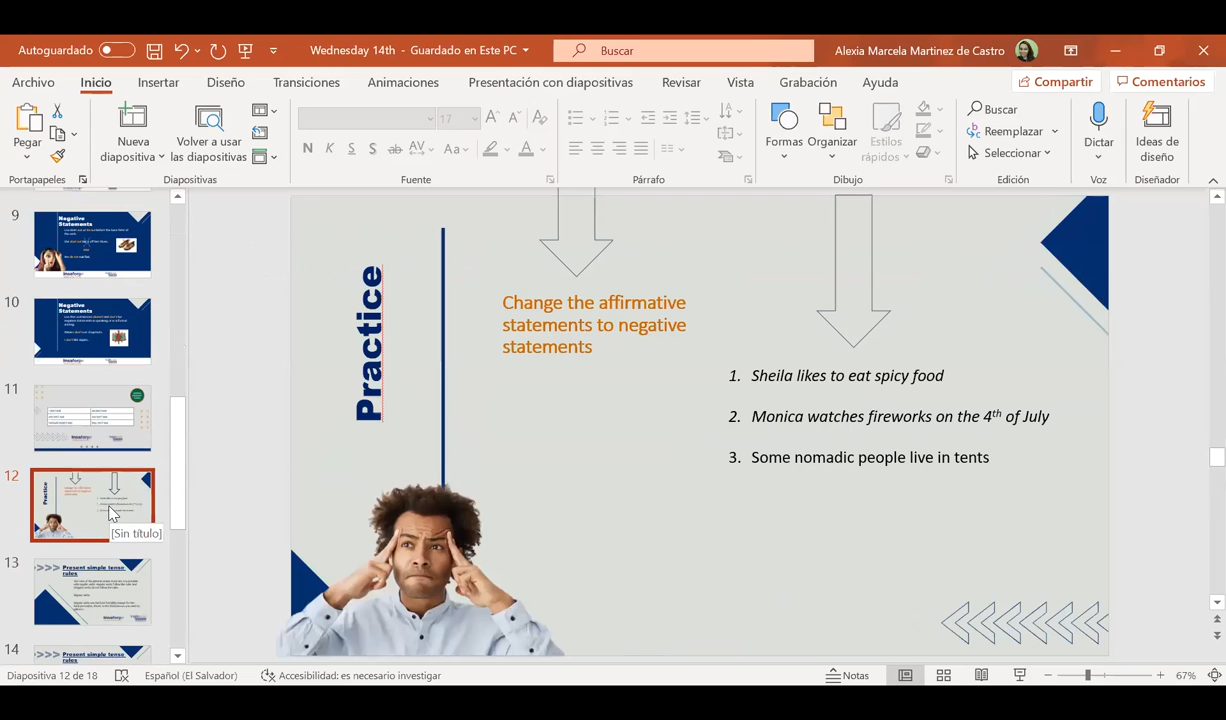 Autoguardado
Wednesday 14th - Guardado en Este PC
Buscar
Alexia Marcela Martinez de Castro
Archivo Inicio Insertar Diseño Transiciones Animaciones Presentación con diapositivas Revisar Vista Grabación Ayuda
Compartir Comentarios
Pegar
Nueva diapositiva
Volver a usar las diapositivas
17
Formas
Organizar
Estilos rápidos
Buscar
Reemplazar
Seleccionar
Dictar
Ideas de diseño
Portapapeles Diapositivas Fuente Párrafo Dibujo Edición Voz Diseñador
9
Negative
Statements
10
Negative
Statements
11
12
Practice
[Sin título]
13
Present simple tense
rules
14
Present simple tense
rules
Practice
Change the affirmative
statements to negative
statements
1. Sheila likes to eat spicy food
2. Monica watches fireworks on the 4th of July
3. Some nomadic people live in tents
Diapositiva 12 de 18
Español (El Salvador)
Accesibilidad: es necesario investigar
Notas
67%